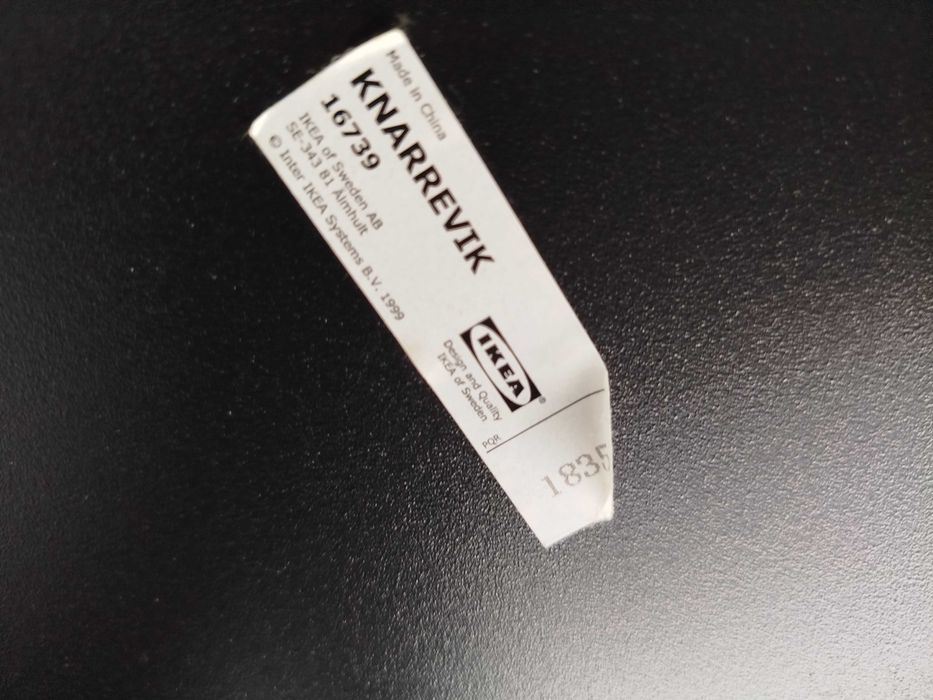 Made in China
KNARREVIK
16739
IKEA of Sweden AB
SE-343 81 Älmhult
© Inter IKEA Systems B.V. 1999
IKEA®
Design and Quality
IKEA of Sweden
PQR
1835